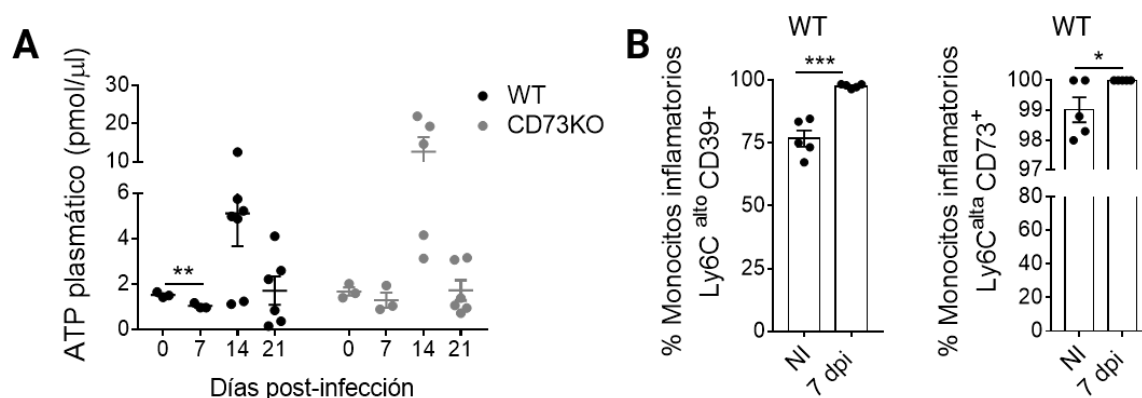 A
ATP plasmático (pmol/µl)
30
20
10
6
4
2
0
**
WT
CD73KO
0 7 14 21 0 7 14 21
Días post-infección
B
WT
% Monocitos inflamatorios
Ly6C alto CD39+
***
100
75
50
25
0
NI
7 dpi
WT
% Monocitos inflamatorios
Ly6C alta CD73+
*
100
99
98
97
80
60
40
20
0
NI
7 dpi